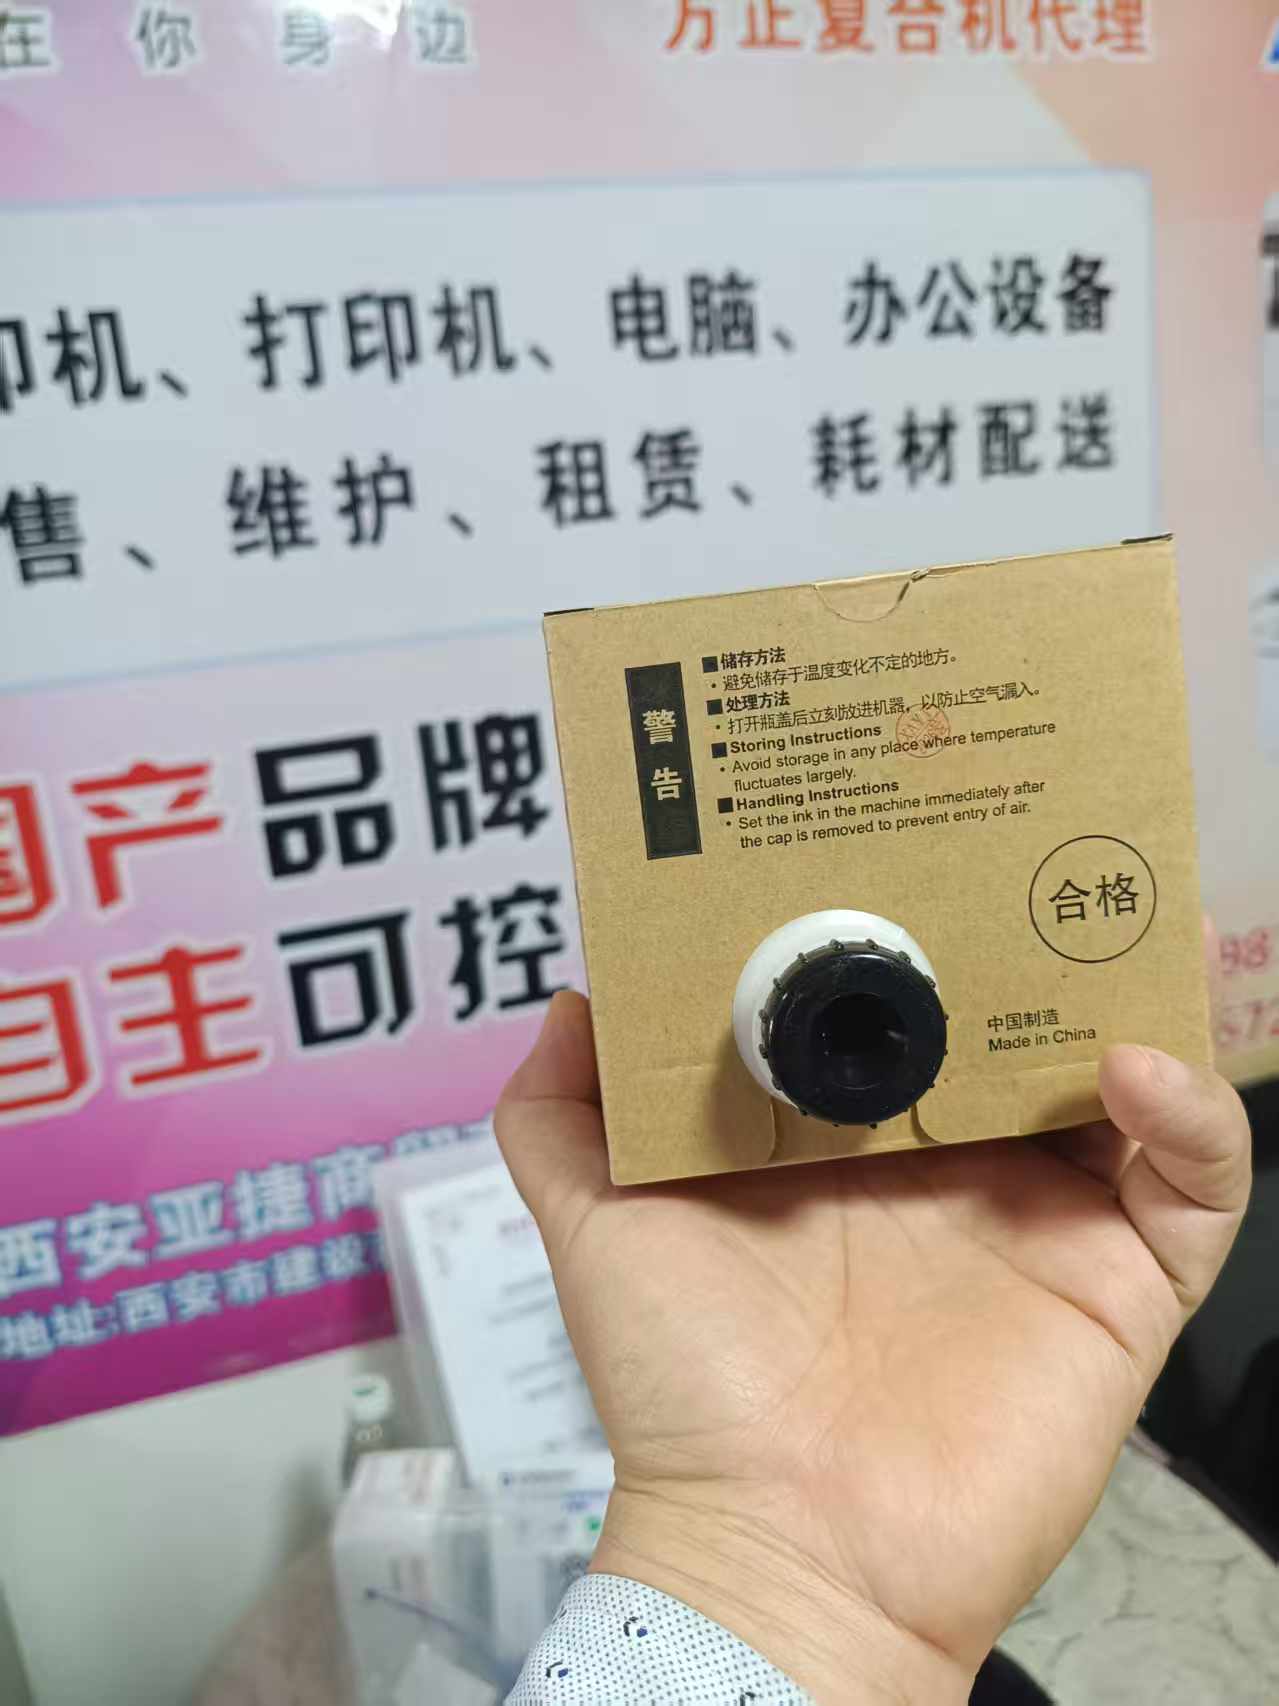 在你身边
方正复合机代理
印机、打印机、电脑、办公设备
售、维护、租赁、耗材配送
国产品牌
自主可控
西安亚捷商
地址:西安市建设
98
572
警告
■储存方法
·避免储存于温度变化不定的地方。
■处理方法
·打开瓶盖后立刻放进机器，以防止空气漏入。
■Storing Instructions
·Avoid storage in any place where temperature
fluctuates largely.
■Handling Instructions
·Set the ink in the machine immediately after
the cap is removed to prevent entry of air.
合格
中国制造
Made in China